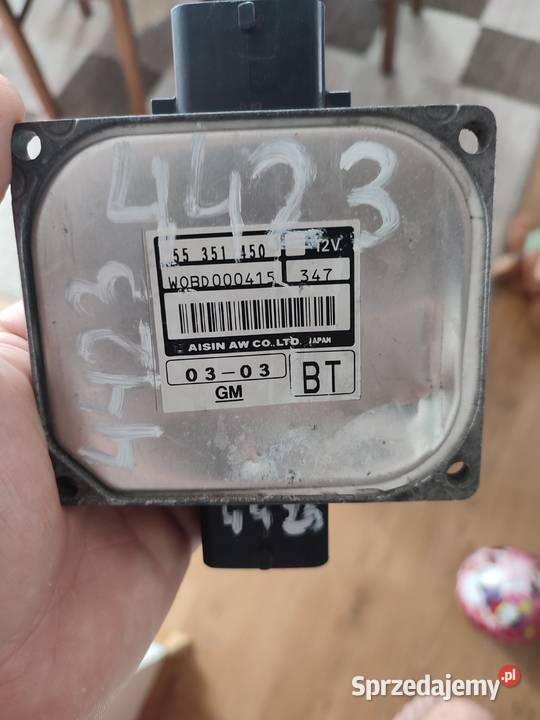 4423
55 351 450 12V
W0BD000415 347
AISIN AW CO.,LTD. JAPAN
03-03 BT
GM
4423
4423
Sprzedajemy.pl